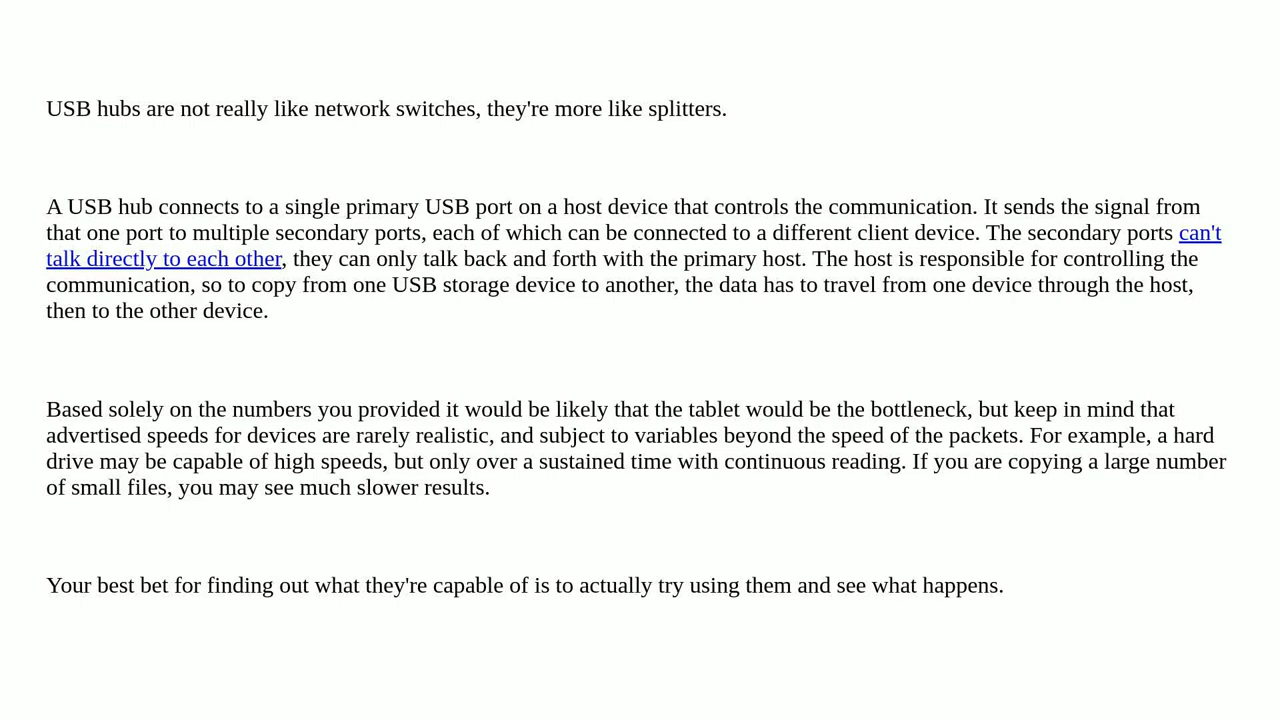 USB hubs are not really like network switches, they're more like splitters.
A USB hub connects to a single primary USB port on a host device that controls the communication. It sends the signal from
that one port to multiple secondary ports, each of which can be connected to a different client device. The secondary ports can't
talk directly to each other, they can only talk back and forth with the primary host. The host is responsible for controlling the
communication, so to copy from one USB storage device to another, the data has to travel from one device through the host,
then to the other device.
Based solely on the numbers you provided it would be likely that the tablet would be the bottleneck, but keep in mind that
advertised speeds for devices are rarely realistic, and subject to variables beyond the speed of the packets. For example, a hard
drive may be capable of high speeds, but only over a sustained time with continuous reading. If you are copying a large number
of small files, you may see much slower results.
Your best bet for finding out what they're capable of is to actually try using them and see what happens.